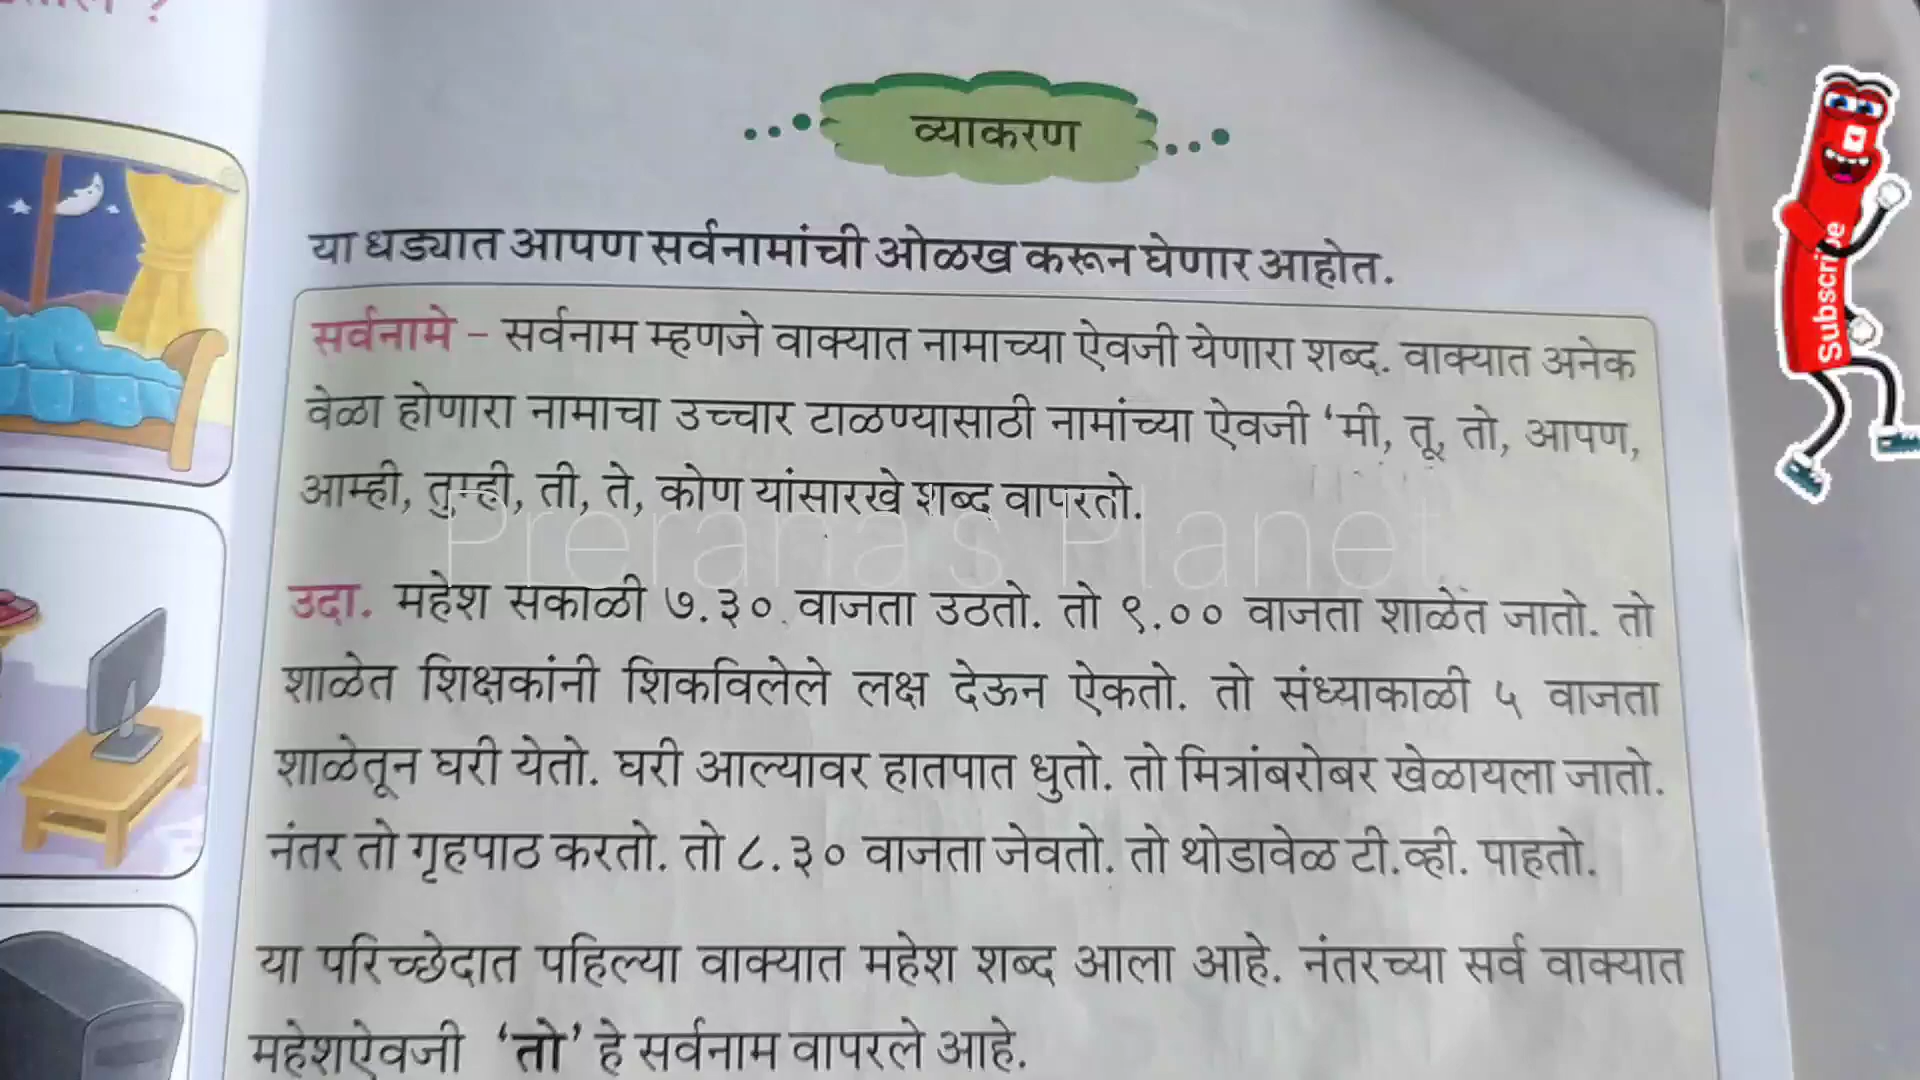 व्याकरण
या धड्यात आपण सर्वनामांची ओळख करून घेणार आहोत.
सर्वनामे – सर्वनाम म्हणजे वाक्यात नामाच्या ऐवजी येणारा शब्द. वाक्यात अनेक
वेळा होणारा नामाचा उच्चार टाळण्यासाठी नामांच्या ऐवजी ‘मी, तू, तो, आपण,
आम्ही, तुम्ही, ती, ते, कोण यांसारखे शब्द वापरतो.
Prerana's Planet
उदा. महेश सकाळी ७.३० वाजता उठतो. तो ९.०० वाजता शाळेत जातो. तो
शाळेत शिक्षकांनी शिकविलेले लक्ष देऊन ऐकतो. तो संध्याकाळी ५ वाजता
शाळेतून घरी येतो. घरी आल्यावर हातपात धुतो. तो मित्रांबरोबर खेळायला जातो.
नंतर तो गृहपाठ करतो. तो ८.३० वाजता जेवतो. तो थोडावेळ टी.व्ही. पाहतो.
या परिच्छेदात पहिल्या वाक्यात महेश शब्द आला आहे. नंतरच्या सर्व वाक्यात
महेशऐवजी ‘तो’ हे सर्वनाम वापरले आहे.
Subscribe